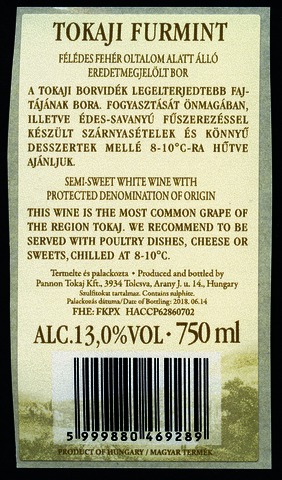 TOKAJI FURMINT
FÉLÉDES FEHÉR OLTALOM ALATT ÁLLÓ
EREDETMEGJELÖLT BOR
A TOKAJI BORVIDÉK LEGELTERJEDTEBB FAJ-
TÁJÁNAK BORA. FOGYASZTÁSÁT ÖNMAGÁBAN,
ILLETVE ÉDES-SAVANYÚ FŰSZEREZÉSSEL
KÉSZÜLT SZÁRNYASÉTELEK ÉS KÖNNYŰ
DESSZERTEK MELLÉ 8-10°C-RA HŰTVE
AJÁNLJUK.
SEMI-SWEET WHITE WINE WITH
PROTECTED DENOMINATION OF ORIGIN
THIS WINE IS THE MOST COMMON GRAPE OF
THE REGION TOKAJ. WE RECOMMEND TO BE
SERVED WITH POULTRY DISHES, CHEESE OR
SWEETS, CHILLED AT 8-10°C.
Termelte és palackozta • Produced and bottled by
Pannon Tokaj Kft., 3934 Tolcsva, Arany J. u. 14., Hungary
Szulfitokat tartalmaz. Contains sulphite.
Palackozás dátuma/Date of Bottling: 2018. 06.14
FHE: FKPX HACCP62860702
ALC.13,0%VOL • 750 ml
5 999880 469289
PRODUCT OF HUNGARY / MAGYAR TERMÉK